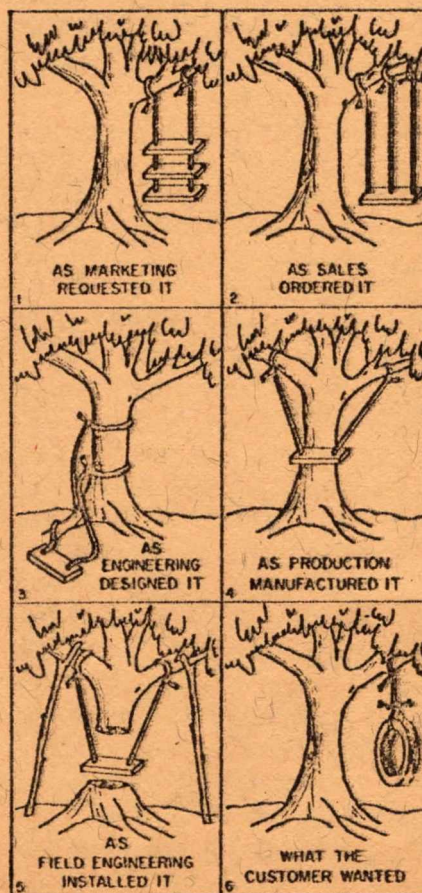 AS MARKETING
REQUESTED IT
1
AS SALES
ORDERED IT
2
AS
ENGINEERING
DESIGNED IT
3
AS PRODUCTION
MANUFACTURED IT
4
AS
FIELD ENGINEERING
INSTALLED IT
5
WHAT THE
CUSTOMER WANTED
6